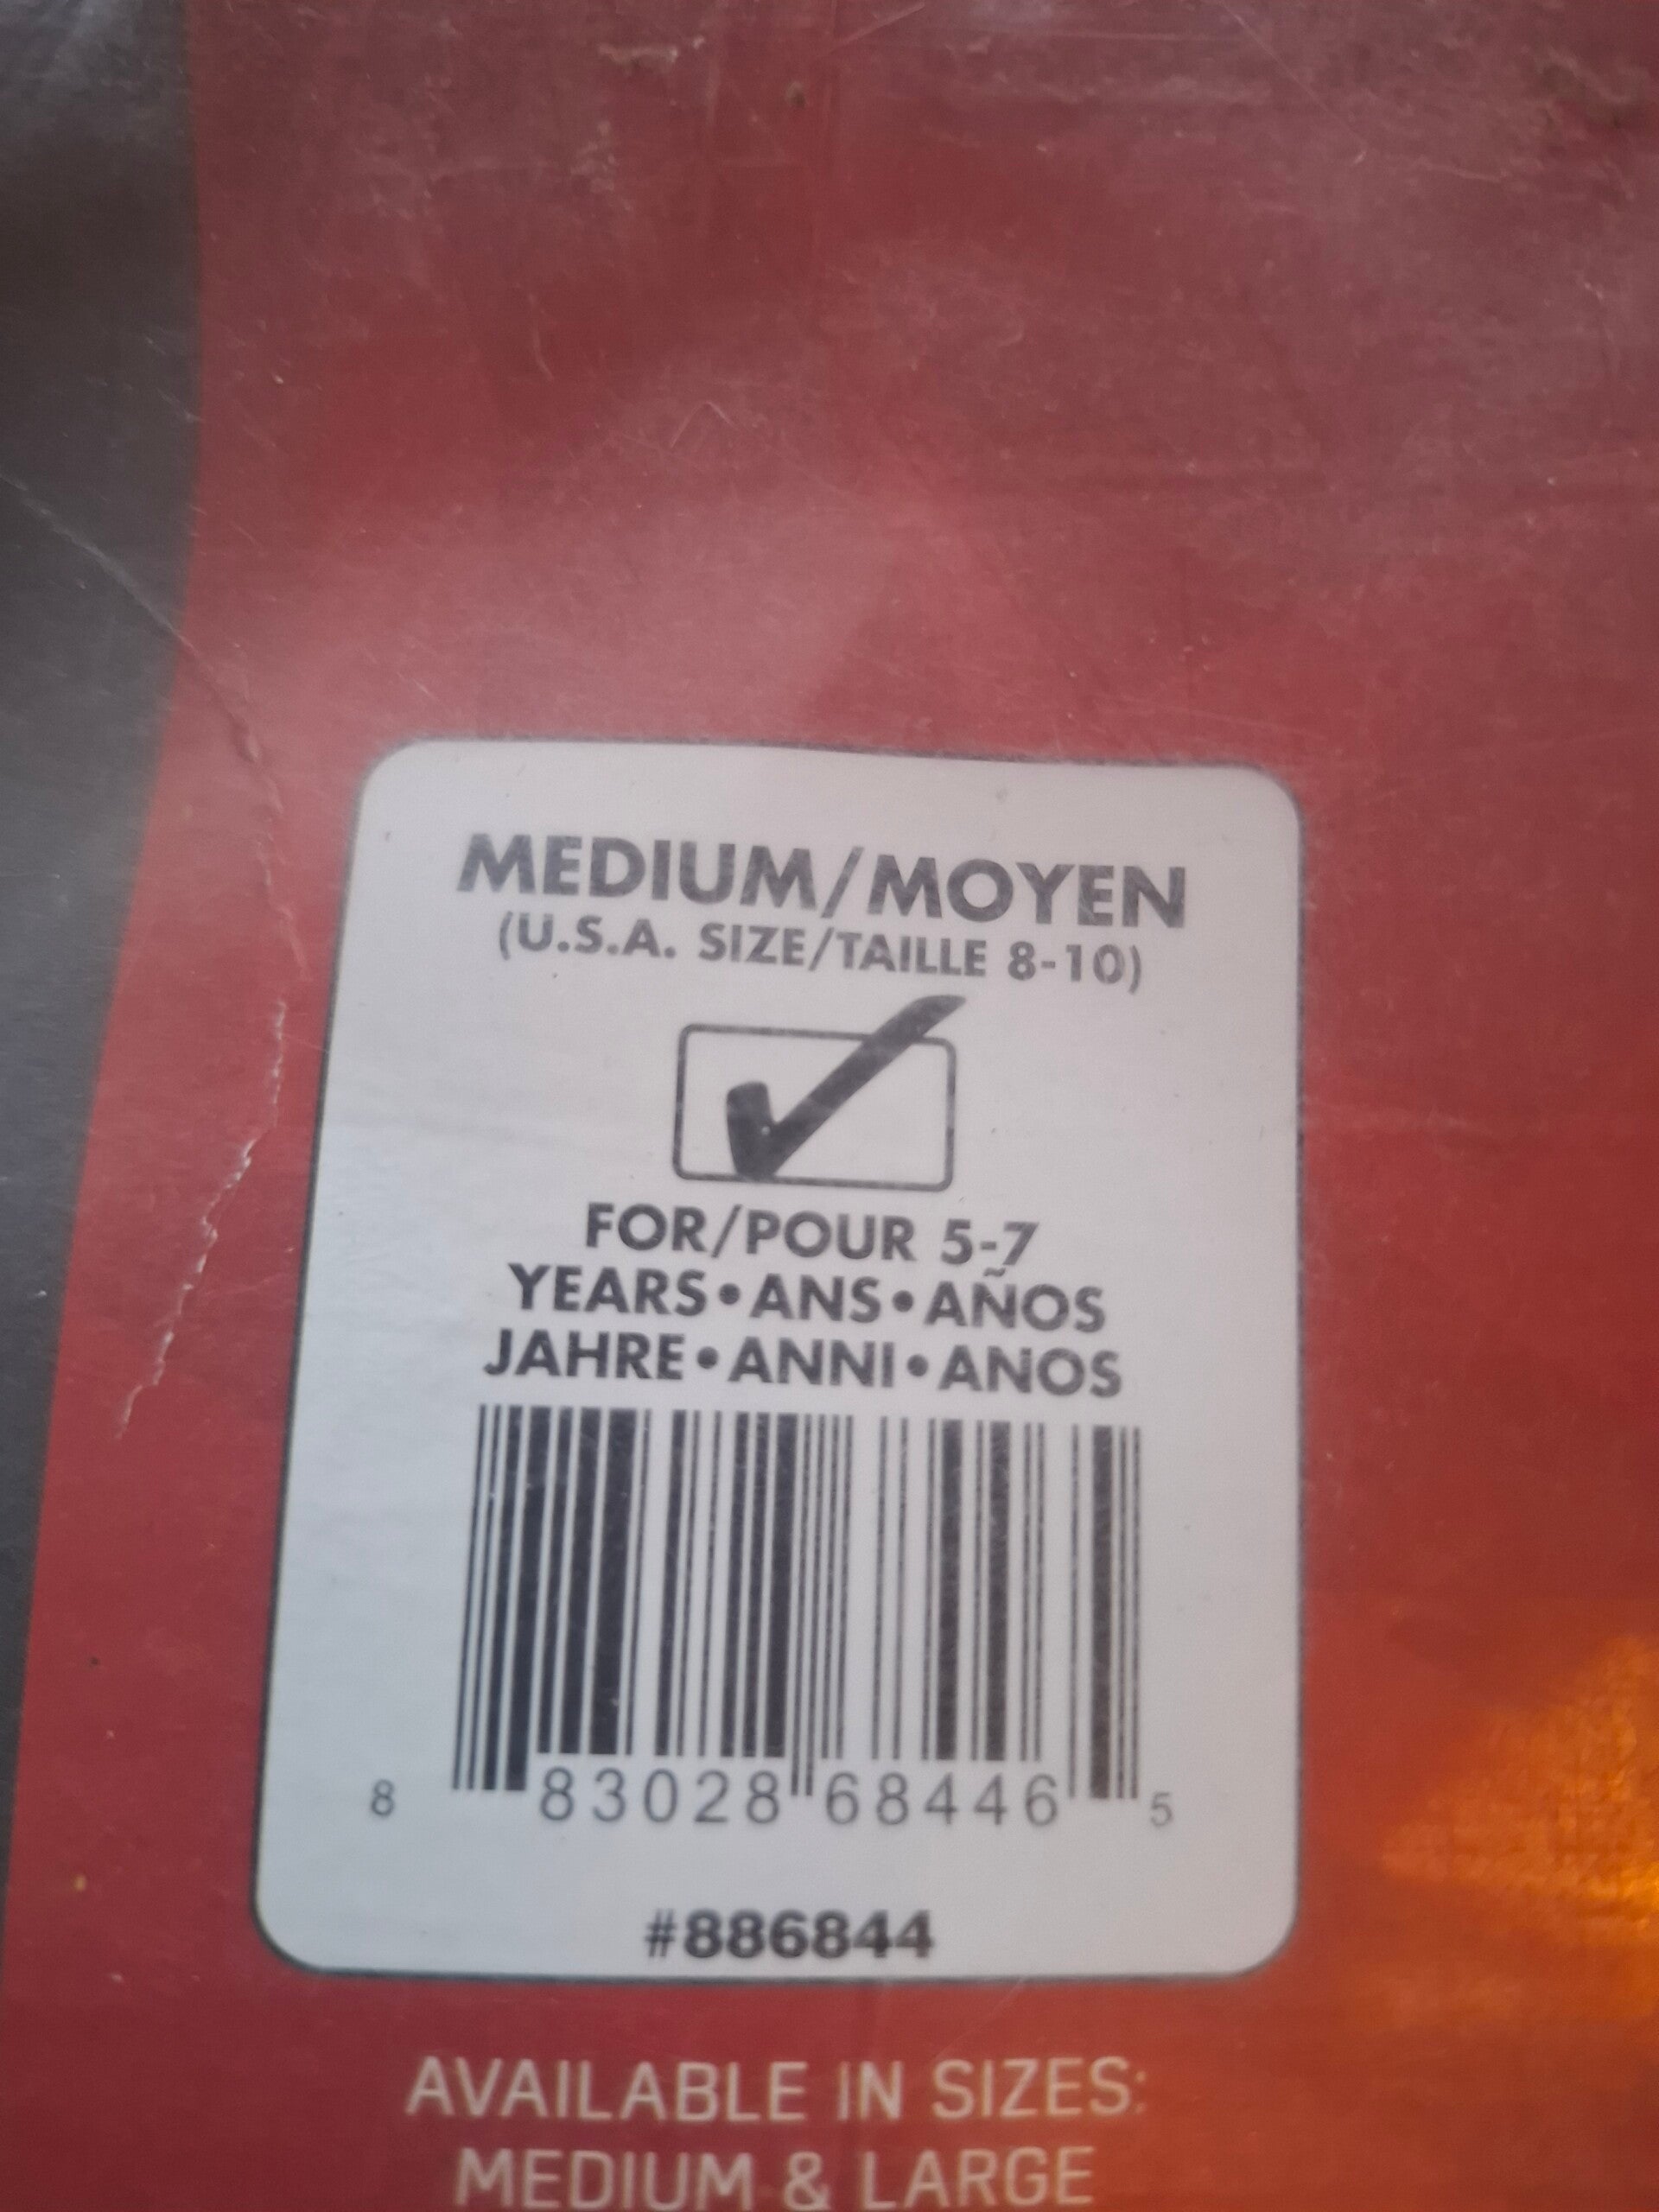 MEDIUM/MOYEN
(U.S.A. SIZE/TAILLE 8-10)
FOR/POUR 5-7
YEARS•ANS•AÑOS
JAHRE•ANNI•ANOS
8 83028 68446 5
#886844
AVAILABLE IN SIZES:
MEDIUM & LARGE